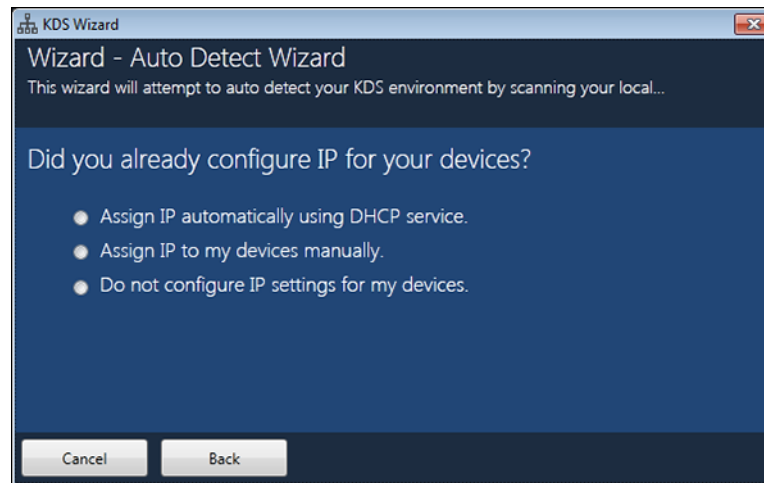 KDS Wizard
Wizard - Auto Detect Wizard
This wizard will attempt to auto detect your KDS environment by scanning your local...
Did you already configure IP for your devices?
Assign IP automatically using DHCP service.
Assign IP to my devices manually.
Do not configure IP settings for my devices.
Cancel Back